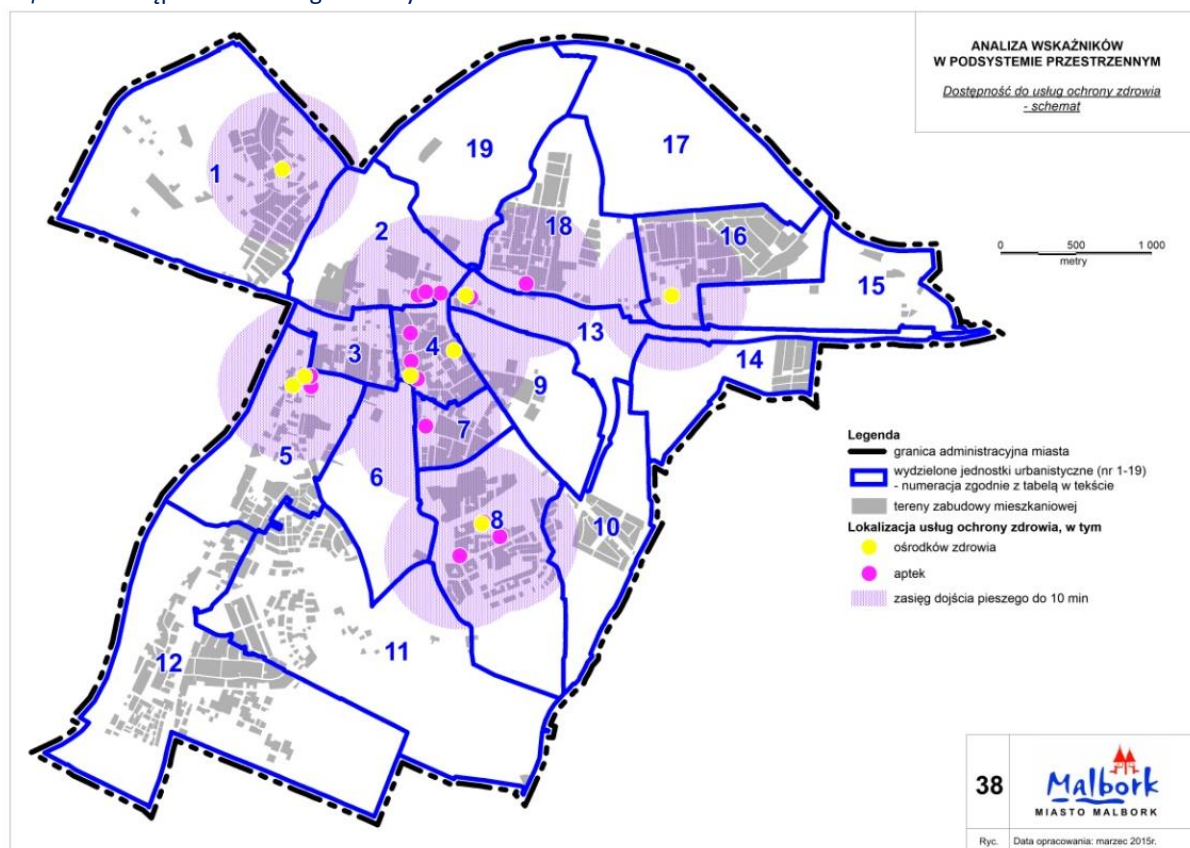 ANALIZA WSKAŹNIKÓW
W PODSYSTEMIE PRZESTRZENNYM
Dostępność do usług ochrony zdrowia
- schemat
19
17
1
2
18
16
15
0 500 1 000
metry
13
3
4
14
9
7
5
6
8
10
11
12
Legenda
granica administracyjna miasta
wydzielone jednostki urbanistyczne (nr 1-19)
- numeracja zgodnie z tabelą w tekście
tereny zabudowy mieszkaniowej
Lokalizacja usług ochrony zdrowia, w tym
ośrodków zdrowia
aptek
zasięg dojścia pieszego do 10 min
38
Malbork
MIASTO MALBORK
Ryc. Data opracowania: marzec 2015r.